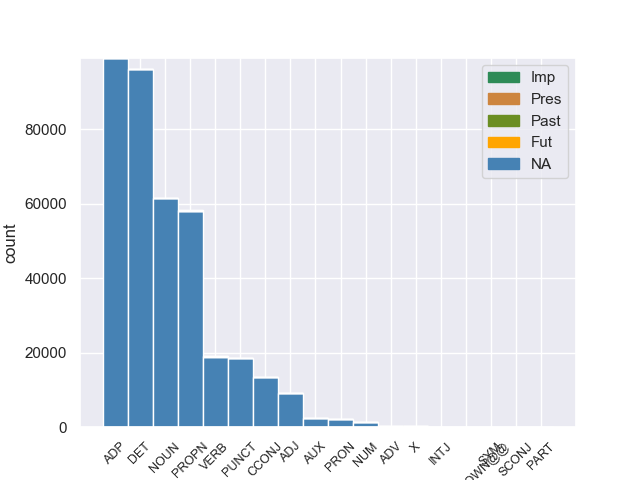 Imp
Pres
Past
Fut
NA
80000
60000
40000
20000
0
count
ADP
DET
NOUN
PROPN
VERB
PUNCT
CCONJ
ADJ
AUX
PRON
NUM
ADV
X
INTJ
SYM
SCONJ
PART